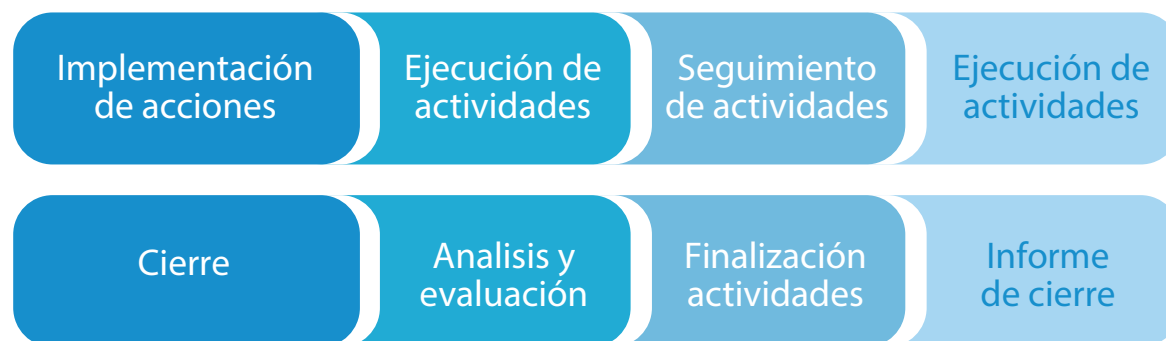 Implementación
de acciones
Ejecución de
actividades
Seguimiento
de actividades
Ejecución de
actividades
Cierre
Analisis y
evaluación
Finalización
actividades
Informe
de cierre